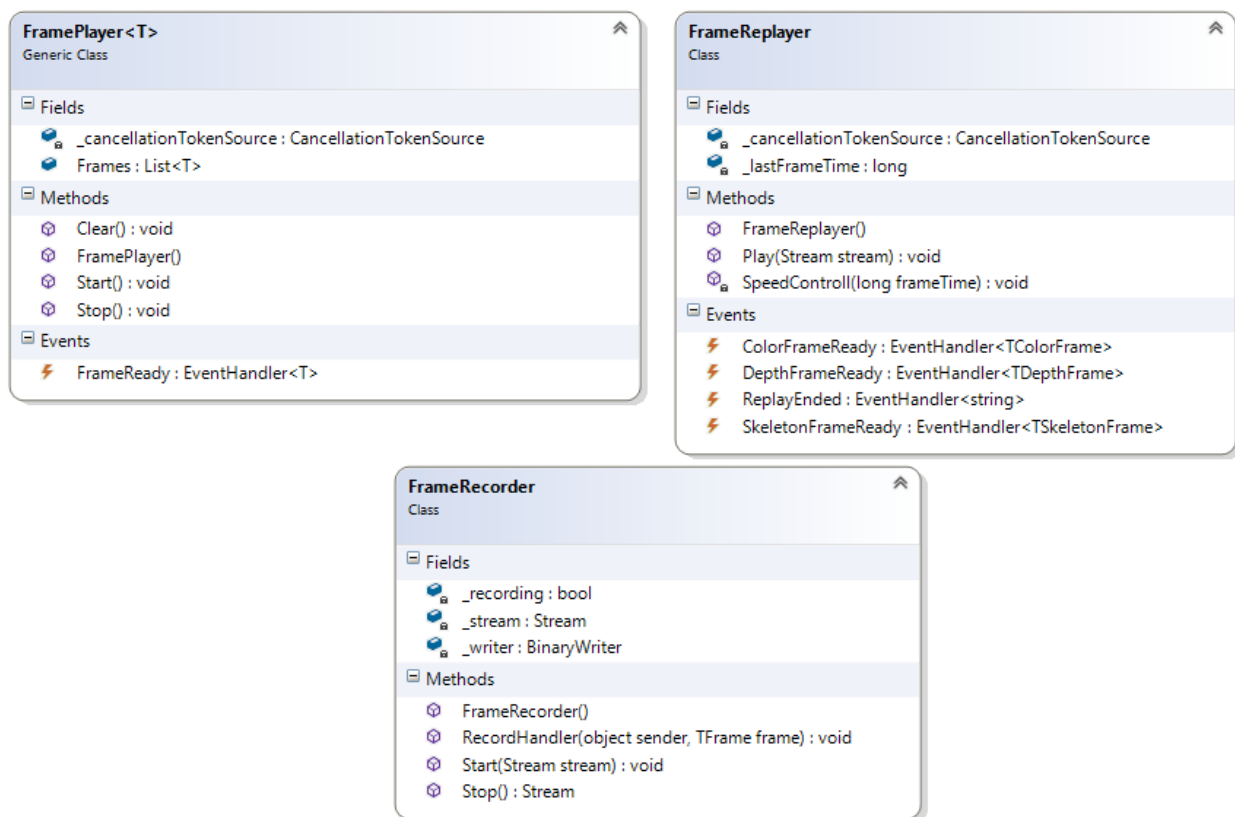 FramePlayer<T>
Generic Class
Fields
_cancellationTokenSource : CancellationTokenSource
Frames : List<T>
Methods
Clear() : void
FramePlayer()
Start() : void
Stop() : void
Events
FrameReady : EventHandler<T>
FrameReplayer
Class
Fields
_cancellationTokenSource : CancellationTokenSource
_lastFrameTime : long
Methods
FrameReplayer()
Play(Stream stream) : void
SpeedControll(long frameTime) : void
Events
ColorFrameReady : EventHandler<TColorFrame>
DepthFrameReady : EventHandler<TDepthFrame>
ReplayEnded : EventHandler<string>
SkeletonFrameReady : EventHandler<TSkeletonFrame>
FrameRecorder
Class
Fields
_recording : bool
_stream : Stream
_writer : BinaryWriter
Methods
FrameRecorder()
RecordHandler(object sender, TFrame frame) : void
Start(Stream stream) : void
Stop() : Stream